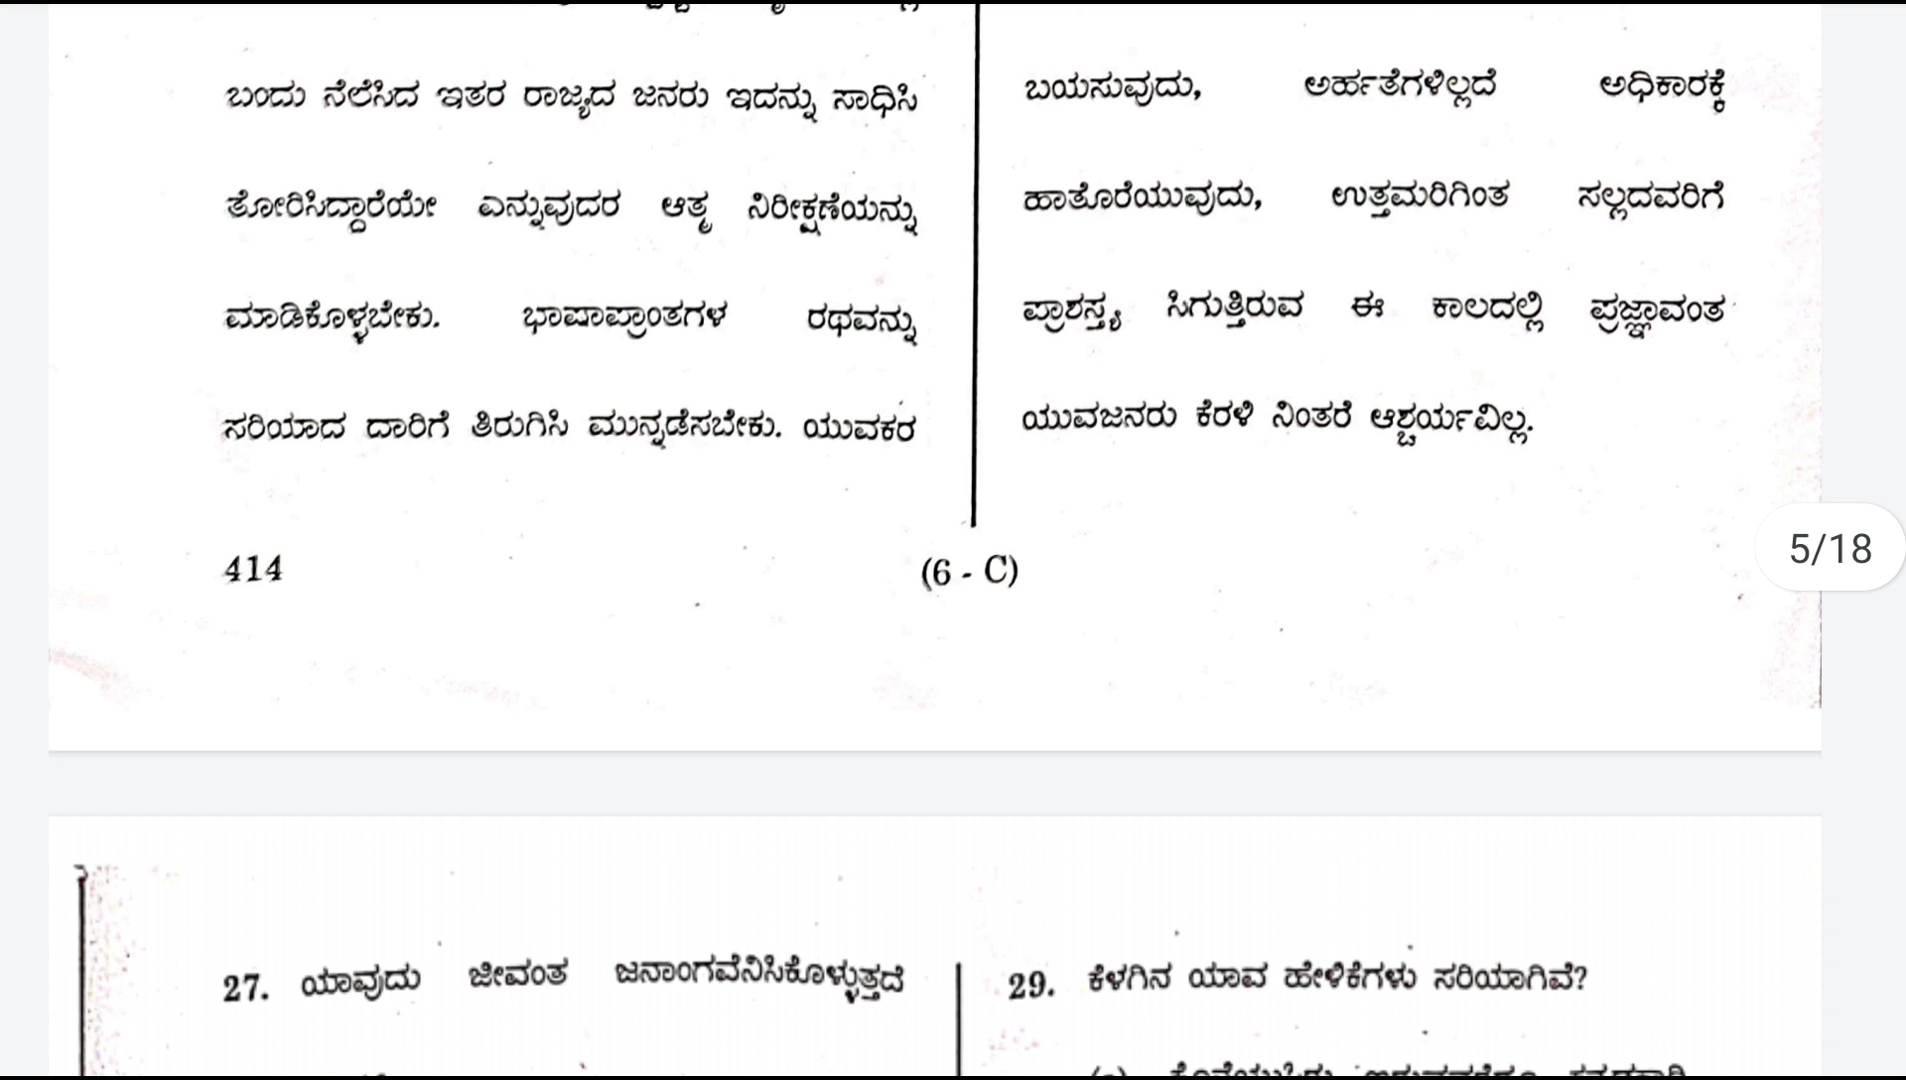 ಬಂದು ನೆಲೆಸಿದ ಇತರ ರಾಜ್ಯದ ಜನರು ಇದನ್ನು ಸಾಧಿಸಿ
ತೋರಿಸಿದ್ದಾರೆಯೇ ಎನ್ನುವುದರ ಆತ್ಮ ನಿರೀಕ್ಷಣೆಯನ್ನು
ಮಾಡಿಕೊಳ್ಳಬೇಕು. ಭಾಷಾಪ್ರಾಂತಗಳ ರಥವನ್ನು
ಸರಿಯಾದ ದಾರಿಗೆ ತಿರುಗಿಸಿ ಮುನ್ನಡೆಸಬೇಕು. ಯುವಕರ
ಬಯಸುವುದು, ಅರ್ಹತೆಗಳಿಲ್ಲದೆ ಅಧಿಕಾರಕ್ಕೆ
ಹಾತೊರೆಯುವುದು, ಉತ್ತಮರಿಗಿಂತ ಸಲ್ಲದವರಿಗೆ
ಪ್ರಾಶಸ್ತ್ಯ ಸಿಗುತ್ತಿರುವ ಈ ಕಾಲದಲ್ಲಿ ಪ್ರಜ್ಞಾವಂತ
ಯುವಜನರು ಕೆರಳಿ ನಿಂತರೆ ಆಶ್ಚರ್ಯವಿಲ್ಲ.
414 (6 - C)
5/18
27. ಯಾವುದು ಜೀವಂತ ಜನಾಂಗವೆನಿಸಿಕೊಳ್ಳುತ್ತದೆ
29. ಕೆಳಗಿನ ಯಾವ ಹೇಳಿಕೆಗಳು ಸರಿಯಾಗಿವೆ?